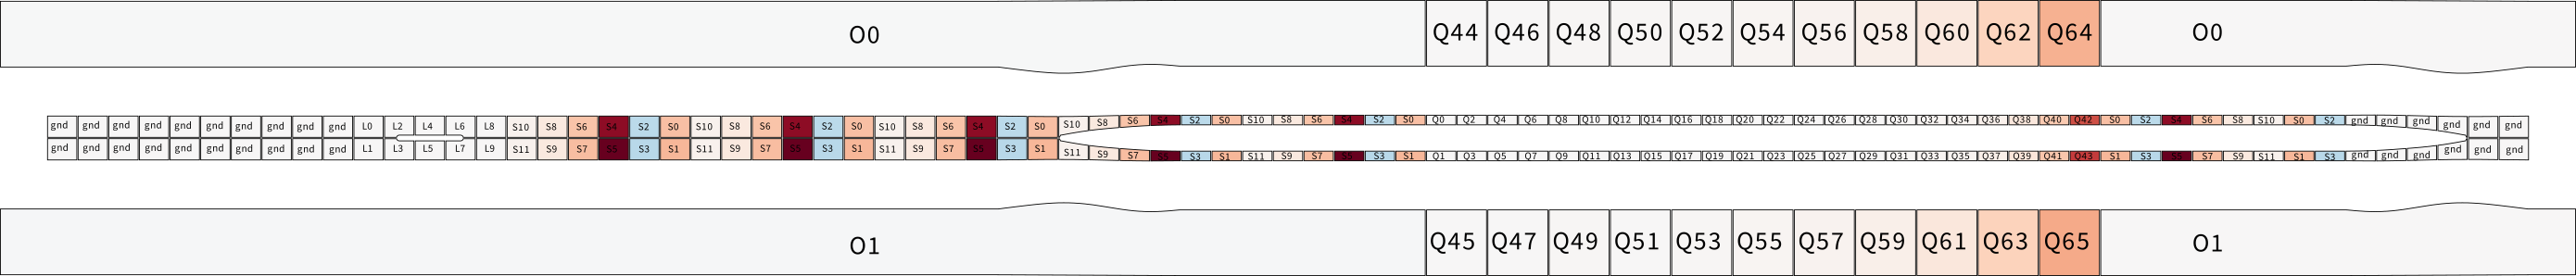 O0 Q44 Q46 Q48 Q50 Q52 Q54 Q56 Q58 Q60 Q62 Q64 O0
gnd gnd gnd gnd gnd gnd gnd gnd gnd gnd L0 L2 L4 L6 L8 S10 S8 S6 S4 S2 S0 S10 S8 S6 S4 S2 S0 S10 S8 S6 S4 S2 S0 S10 S8 S6 S4 S2 S0 S10 S8 S6 S4 S2 S0 Q0 Q2 Q4 Q6 Q8 Q10 Q12 Q14 Q16 Q18 Q20 Q22 Q24 Q26 Q28 Q30 Q32 Q34 Q36 Q38 Q40 Q42 S0 S2 S4 S6 S8 S10 S0 S2 gnd gnd gnd gnd gnd gnd
gnd gnd gnd gnd gnd gnd gnd gnd gnd gnd L1 L3 L5 L7 L9 S11 S9 S7 S5 S3 S1 S11 S9 S7 S5 S3 S1 S11 S9 S7 S5 S3 S1 S11 S9 S7 S5 S3 S1 S11 S9 S7 S5 S3 S1 Q1 Q3 Q5 Q7 Q9 Q11 Q13 Q15 Q17 Q19 Q21 Q23 Q25 Q27 Q29 Q31 Q33 Q35 Q37 Q39 Q41 Q43 S1 S3 S5 S7 S9 S11 S1 S3 gnd gnd gnd gnd gnd gnd
O1 Q45 Q47 Q49 Q51 Q53 Q55 Q57 Q59 Q61 Q63 Q65 O1